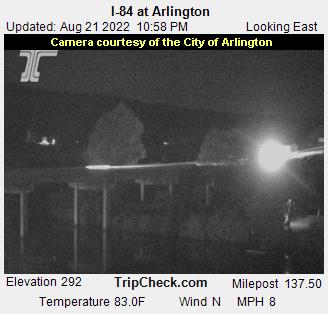 I-84 at Arlington
Updated: Aug 21 2022 10:58 PM Looking East
Camera courtesy of the City of Arlington
Elevation 292 TripCheck.com Milepost 137.50
Temperature 83.0F Wind N MPH 8